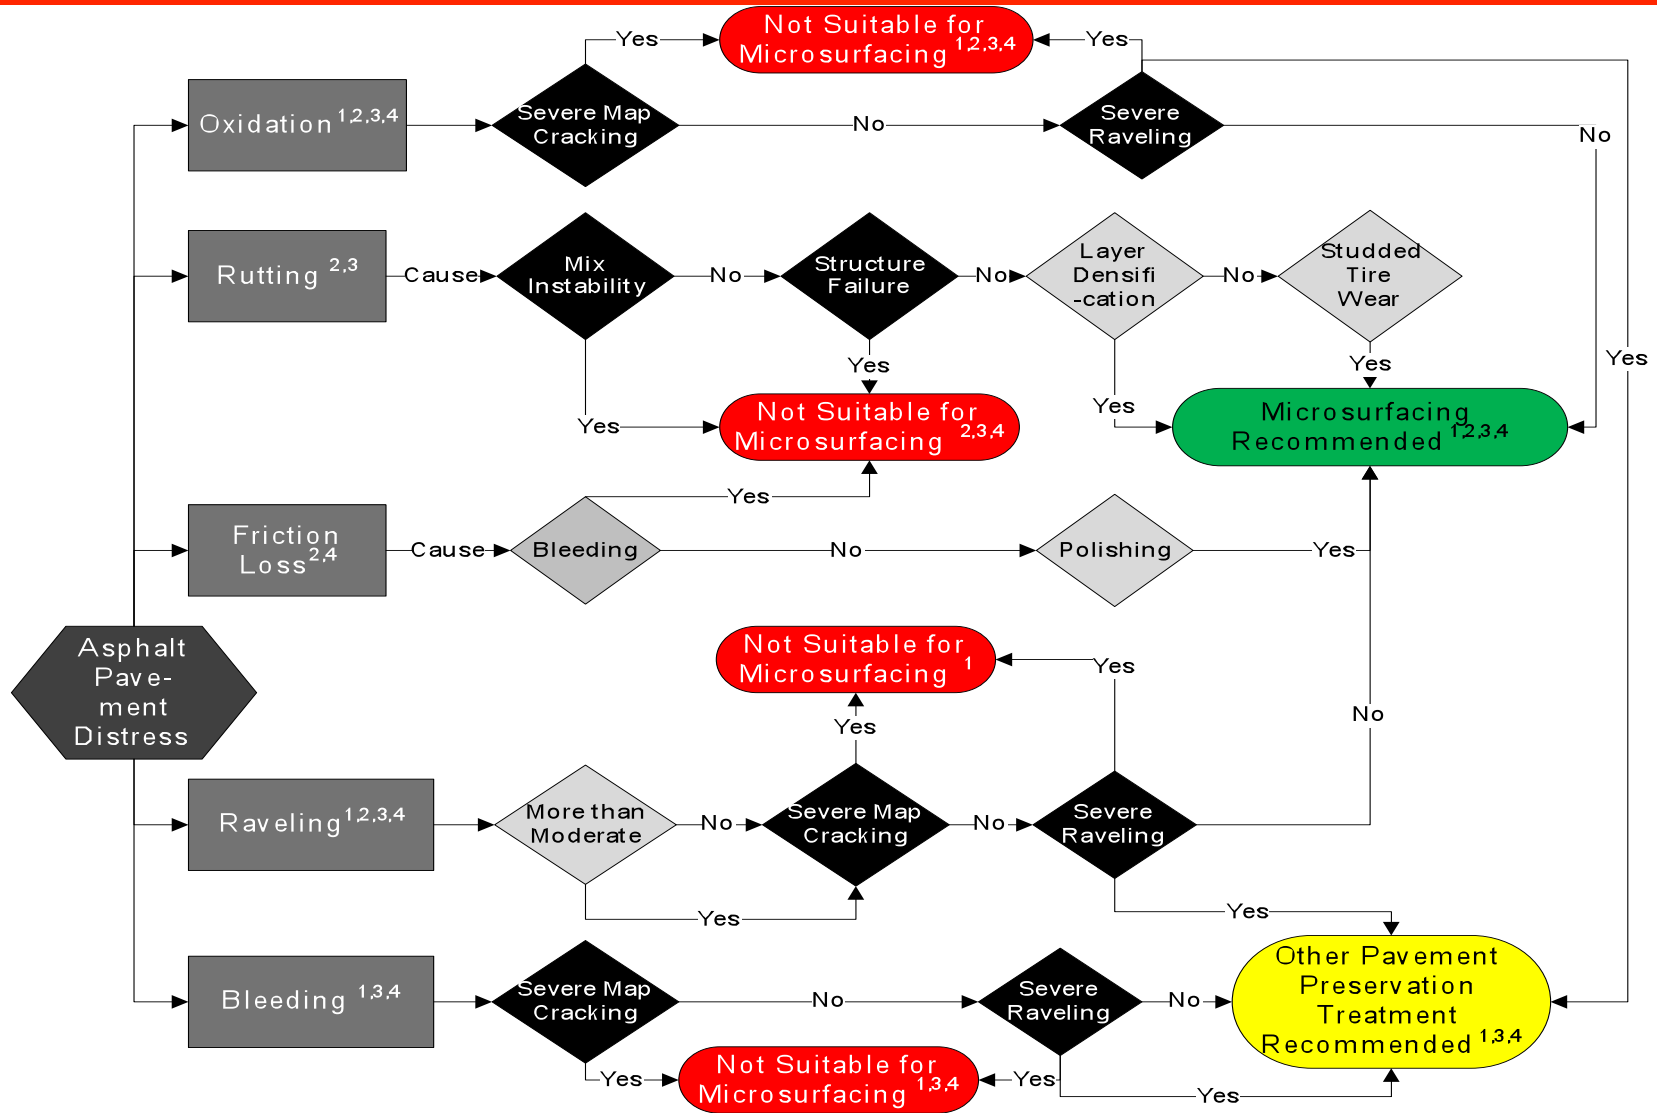 Not Suitable for
Microsurfacing 1,2,3,4
Yes
Yes
Oxidation 1,2,3,4
Severe Map
Cracking
No
Severe
Raveling
No
Rutting 2,3
Cause
Mix
Instability
No
Structure
Failure
No
Layer
Densifi
-cation
No
Studded
Tire
Wear
Yes
Yes
Yes
Yes
Yes
Not Suitable for
Microsurfacing 2,3,4
Microsurfacing
Recommended 1,2,3,4
Yes
Friction
Loss 2,4
Cause
Bleeding
No
Polishing
Yes
Asphalt
Pave-
ment
Distress
Not Suitable for
Microsurfacing 1
Yes
Yes
No
Raveling 1,2,3,4
More than
Moderate
No
Severe Map
Cracking
No
Severe
Raveling
Yes
Yes
Bleeding 1,3,4
Severe Map
Cracking
No
Severe
Raveling
No
Other Pavement
Preservation
Treatment
Recommended 1,3,4
Yes
Not Suitable for
Microsurfacing 1,3,4
Yes
Yes